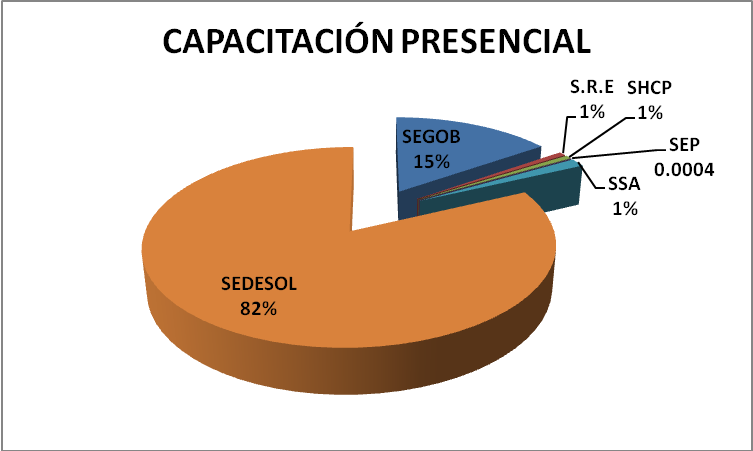 CAPACITACIÓN PRESENCIAL
SEGOB
15%
S.R.E
1%
SHCP
1%
SEP
0.0004
SSA
1%
SEDESOL
82%